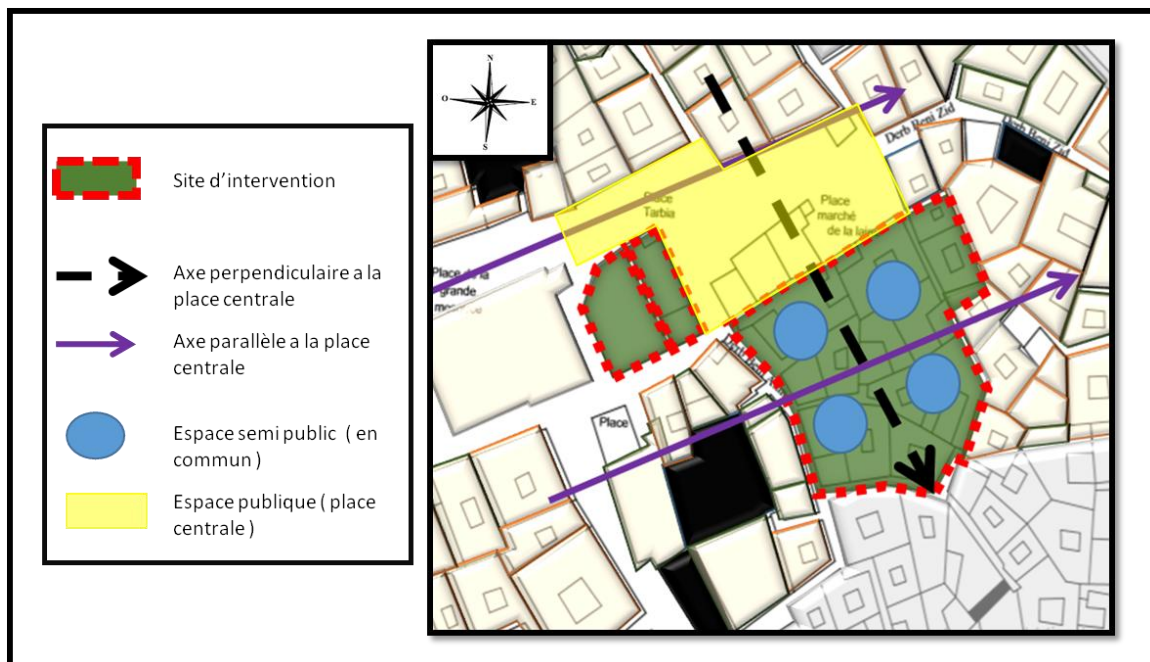 N
O
E
S
Site d'intervention
Axe perpendiculaire a la
place centrale
Axe parallèle a la place
centrale
Espace semi public ( en
commun )
Espace publique ( place
centrale )
Derb Beni Zid
Derb Beni Zid
Place
Tarbia
Place
marché
de la laine
Place de la
grande
Place
Derb